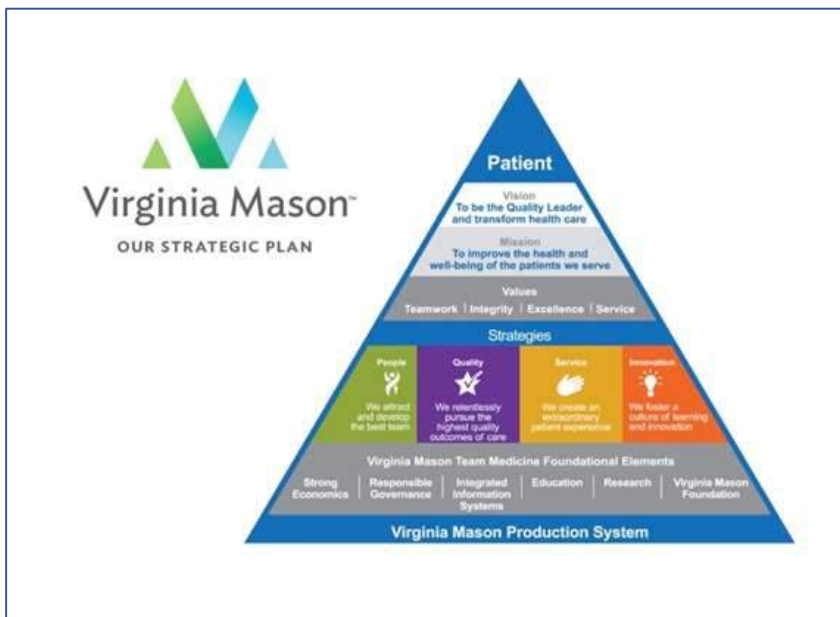 Virginia Mason™
OUR STRATEGIC PLAN
Patient
Vision
To be the Quality Leader
and transform health care
Mission
To improve the health and
well-being of the patients we serve
Values
Teamwork | Integrity | Excellence | Service
Strategies
People
We attract
and develop
the best team
Quality
We relentlessly
pursue the
highest quality
outcomes of care
Service
We create an
extraordinary
patient experience
Innovation
We foster a
culture of learning
and innovation
Virginia Mason Team Medicine Foundational Elements
Strong
Economics
Responsible
Governance
Integrated
Information
Systems
Education
Research
Virginia Mason
Foundation
Virginia Mason Production System